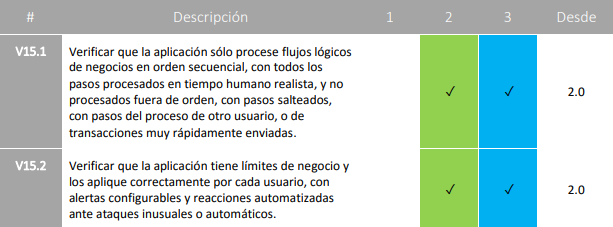 # Descripción 1 2 3 Desde
V15.1 Verificar que la aplicación sólo procese flujos lógicos
de negocios en orden secuencial, con todos los
pasos procesados en tiempo humano realista, y no
procesados fuera de orden, con pasos salteados, ✓ ✓ 2.0
con pasos del proceso de otro usuario, o de
transacciones muy rápidamente enviadas.
V15.2 Verificar que la aplicación tiene límites de negocio y
los aplique correctamente por cada usuario, con
alertas configurables y reacciones automatizadas ✓ ✓ 2.0
ante ataques inusuales o automáticos.